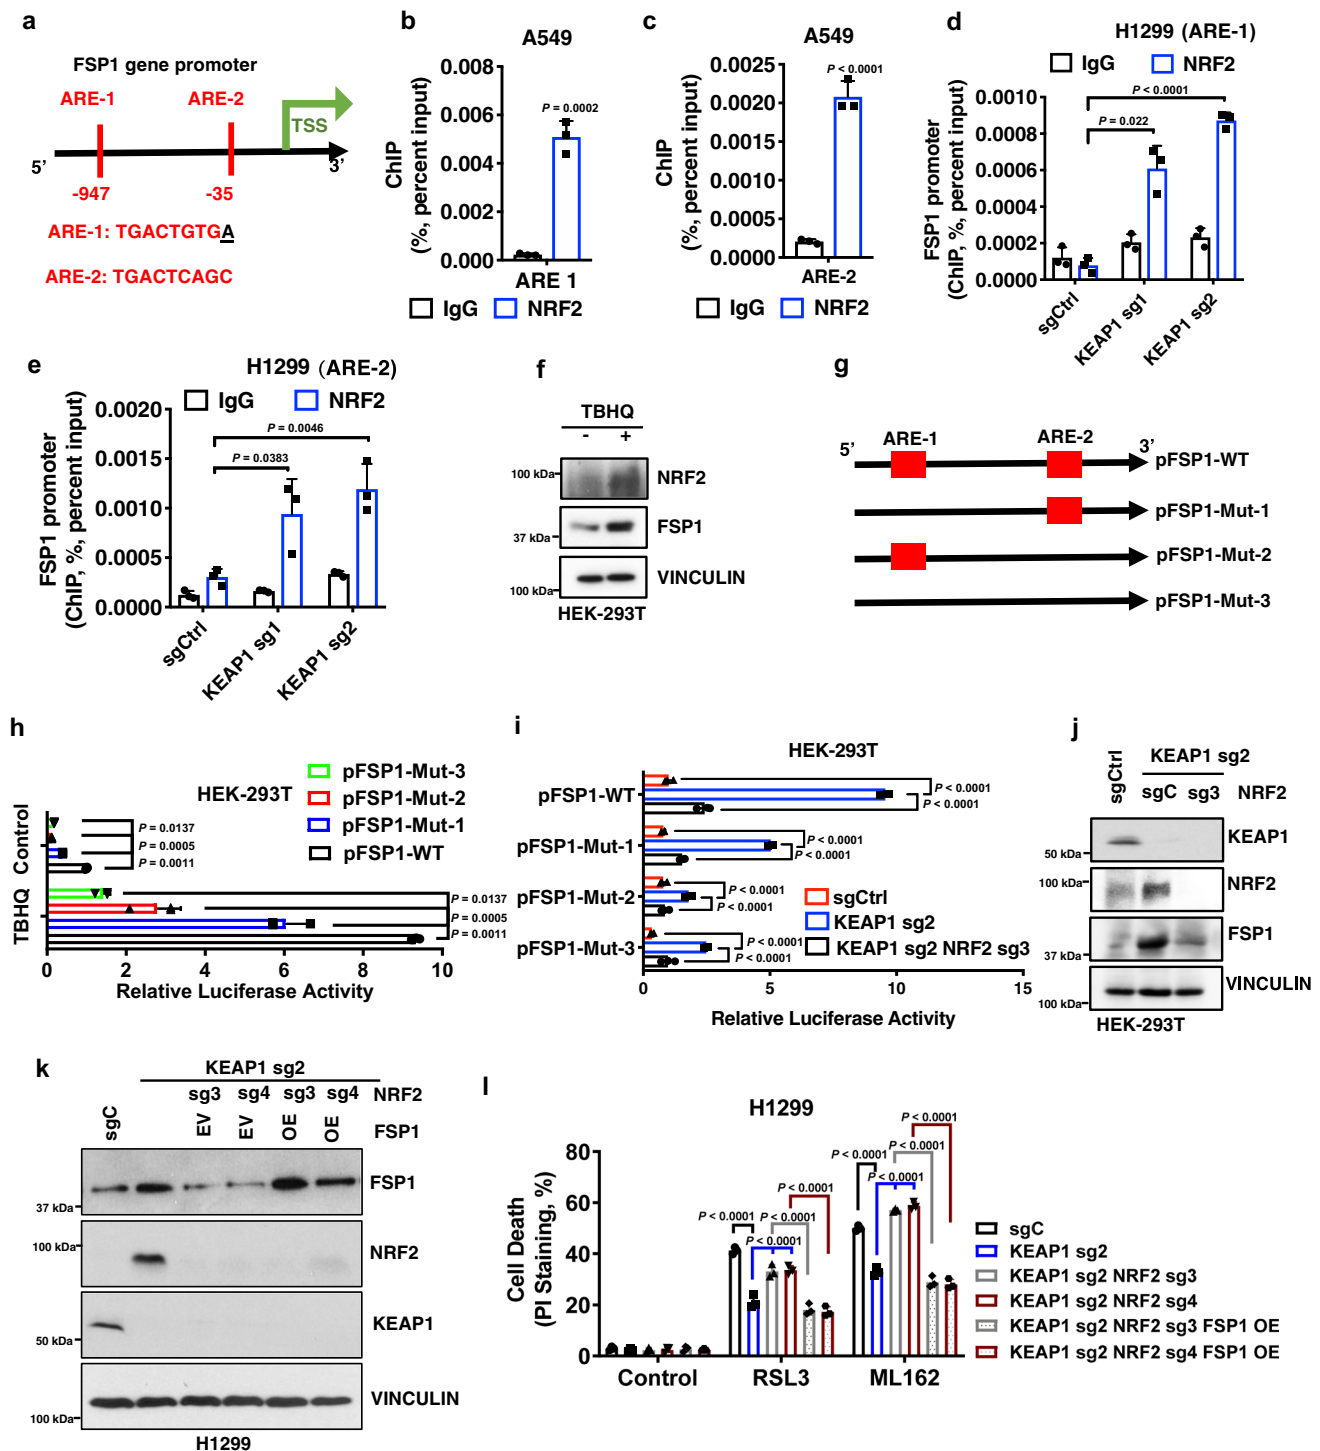 a
FSP1 gene promoter
ARE-1
ARE-2
TSS
5’
3’
-947
-35
ARE-1: TGACTGTGA
ARE-2: TGACTCAGC
b
A549
ChIP
(%, percent input)
0.008
0.006
0.004
0.002
0.000
P = 0.0002
ARE 1
IgG
NRF2
c
A549
ChIP
(%, percent input)
0.0025
0.0020
0.0015
0.0010
0.0005
0.0000
P < 0.0001
ARE-2
IgG
NRF2
d
H1299 (ARE-1)
IgG
NRF2
FSP1 promoter
(ChIP, %, percent input)
0.0010
0.0008
0.0006
0.0004
0.0002
0.0000
P < 0.0001
P = 0.022
sgCtrl
KEAP1 sg1
KEAP1 sg2
e
H1299 (ARE-2)
IgG
NRF2
FSP1 promoter
(ChIP, %, percent input)
0.0020
0.0015
0.0010
0.0005
0.0000
P = 0.0046
P = 0.0383
sgCtrl
KEAP1 sg1
KEAP1 sg2
f
TBHQ
- +
100 kDa
NRF2
37 kDa
FSP1
100 kDa
VINCULIN
HEK-293T
g
5’
ARE-1
ARE-2
3’
pFSP1-WT
pFSP1-Mut-1
pFSP1-Mut-2
pFSP1-Mut-3
h
HEK-293T
pFSP1-Mut-3
pFSP1-Mut-2
pFSP1-Mut-1
pFSP1-WT
Control
TBHQ
P = 0.0137
P = 0.0005
P = 0.0011
P = 0.0137
P = 0.0005
P = 0.0011
0 2 4 6 8 10
Relative Luciferase Activity
i
HEK-293T
pFSP1-WT
pFSP1-Mut-1
pFSP1-Mut-2
pFSP1-Mut-3
P < 0.0001
P < 0.0001
P < 0.0001
P < 0.0001
P < 0.0001
P < 0.0001
P < 0.0001
P < 0.0001
sgCtrl
KEAP1 sg2
KEAP1 sg2 NRF2 sg3
0 5 10 15
Relative Luciferase Activity
j
sgCtrl
KEAP1 sg2
sgC sg3 NRF2
KEAP1
50 kDa
100 kDa
NRF2
FSP1
37 kDa
VINCULIN
100 kDa
HEK-293T
k
KEAP1 sg2
sg3 sg4 sg3 sg4 NRF2
sgC EV EV OE OE FSP1
FSP1
37 kDa
100 kDa
NRF2
KEAP1
50 kDa
VINCULIN
100 kDa
H1299
l
H1299
Cell Death
(PI Staining, %)
80
60
40
20
0
P < 0.0001
P < 0.0001
P < 0.0001
P < 0.0001
P < 0.0001
P < 0.0001
P < 0.0001
P < 0.0001
Control
RSL3
ML162
sgC
KEAP1 sg2
KEAP1 sg2 NRF2 sg3
KEAP1 sg2 NRF2 sg4
KEAP1 sg2 NRF2 sg3 FSP1 OE
KEAP1 sg2 NRF2 sg4 FSP1 OE